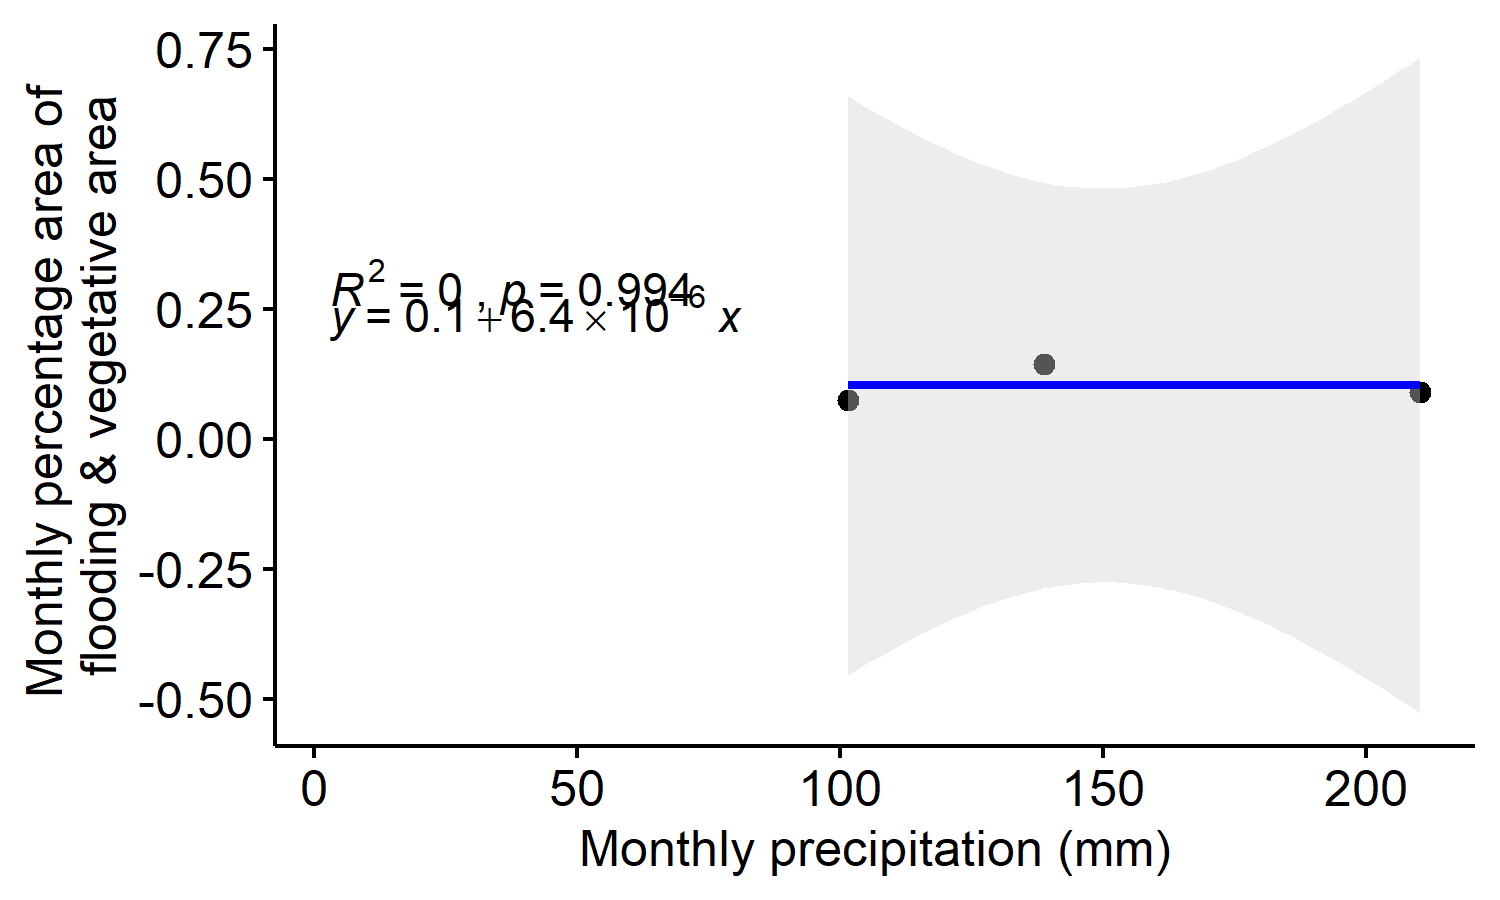 Monthly percentage area of
flooding & vegetative area
0.75
0.50
0.25
0.00
-0.25
-0.50
R² = 0 , p = 0.994
y = 0.1 + 6.4 × 10⁻⁶ x
0 50 100 150 200
Monthly precipitation (mm)